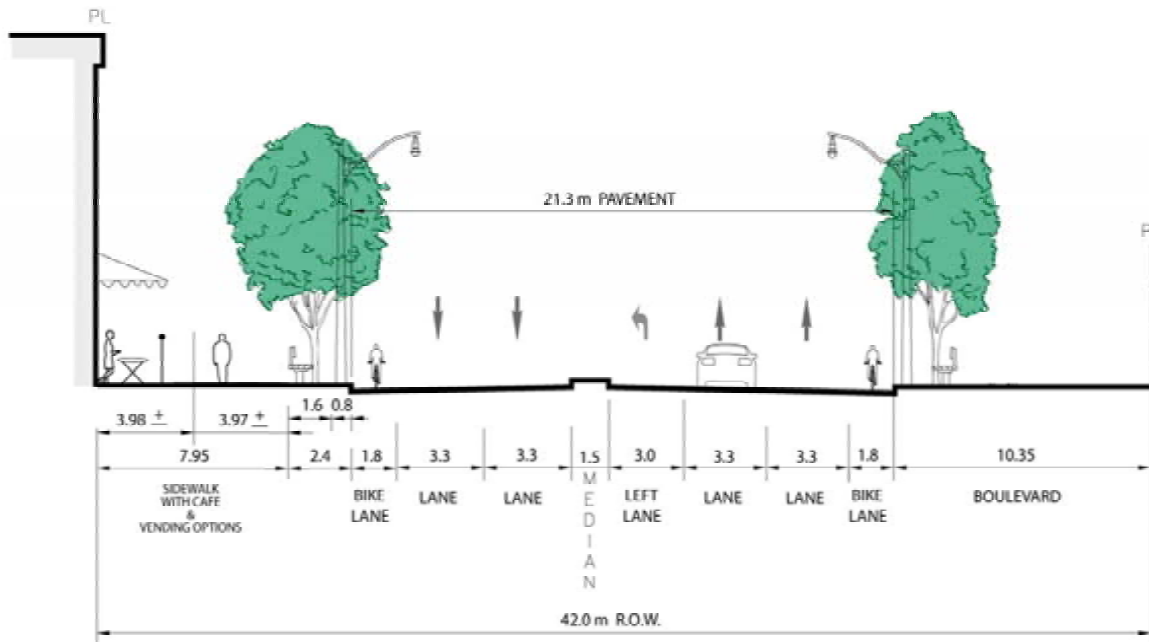 PL
P
21.3 m PAVEMENT
1.6 0.8
3.98 ± 3.97 ±
7.95 2.4 1.8 3.3 3.3 1.5 3.0 3.3 3.3 1.8 10.35
SIDEWALK
WITH CAFE
&
VENDING OPTIONS
BIKE
LANE
LANE
LANE
MEDIAN
LEFT
LANE
LANE
LANE
BIKE
LANE
BOULEVARD
42.0 m R.O.W.